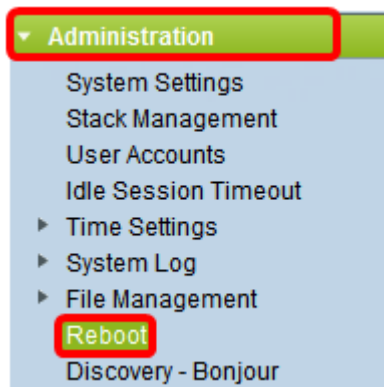 Administration
System Settings
Stack Management
User Accounts
Idle Session Timeout
Time Settings
System Log
File Management
Reboot
Discovery - Bonjour